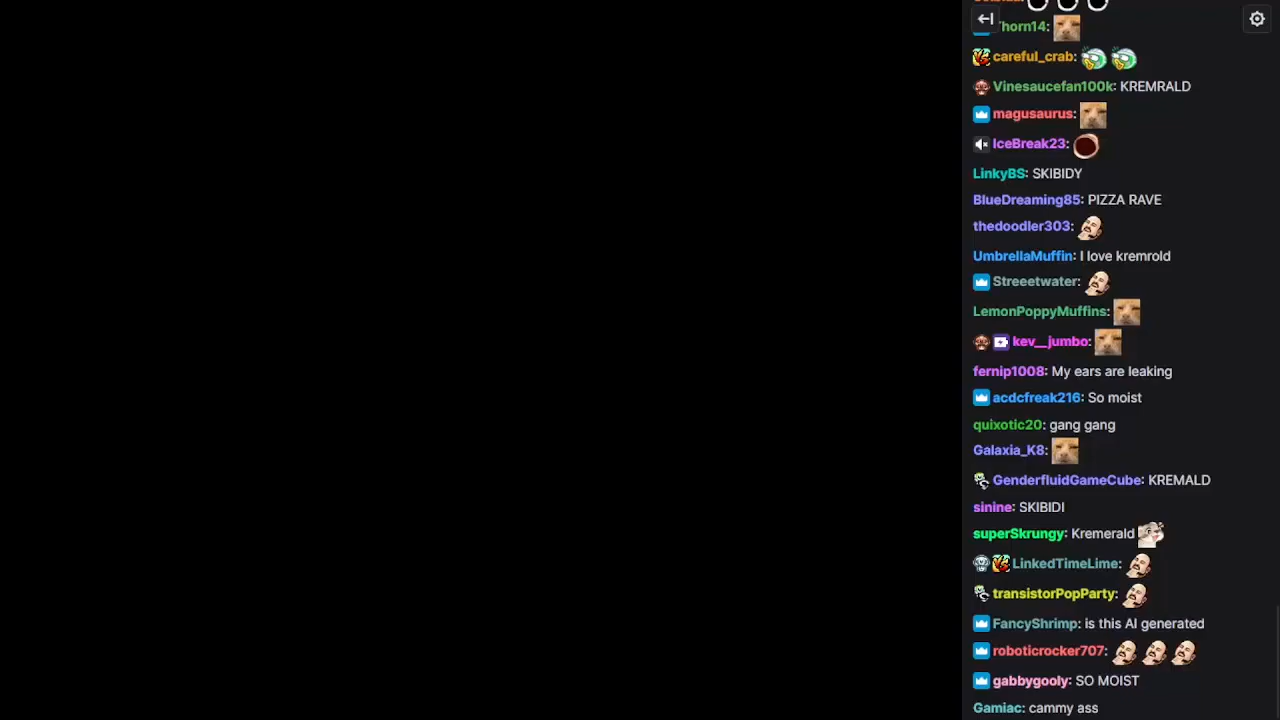 Thorn14:
careful_crab:
Vinesaucefan100k: KREMRALD
magusaurus:
IceBreak23:
LinkyBS: SKIBIDY
BlueDreaming85: PIZZA RAVE
thedoodler303:
UmbrellaMuffin: I love kremrold
Streeetwater:
LemonPoppyMuffins:
kev__jumbo:
fernip1008: My ears are leaking
acdcfreak216: So moist
quixotic20: gang gang
Galaxia_K8:
GenderfluidGameCube: KREMALD
sinine: SKIBIDI
superSkrungy: Kremerald
LinkedTimeLime:
transistorPopParty:
FancyShrimp: is this AI generated
roboticrocker707:
gabbygooly: SO MOIST
Gamiac: cammy ass